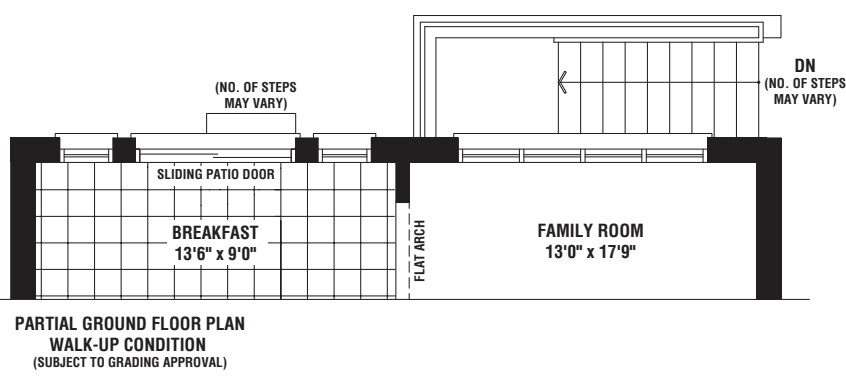 (NO. OF STEPS
MAY VARY)
DN
(NO. OF STEPS
MAY VARY)
SLIDING PATIO DOOR
BREAKFAST
13'6" x 9'0"
FLAT ARCH
FAMILY ROOM
13'0" x 17'9"
PARTIAL GROUND FLOOR PLAN
WALK-UP CONDITION
(SUBJECT TO GRADING APPROVAL)